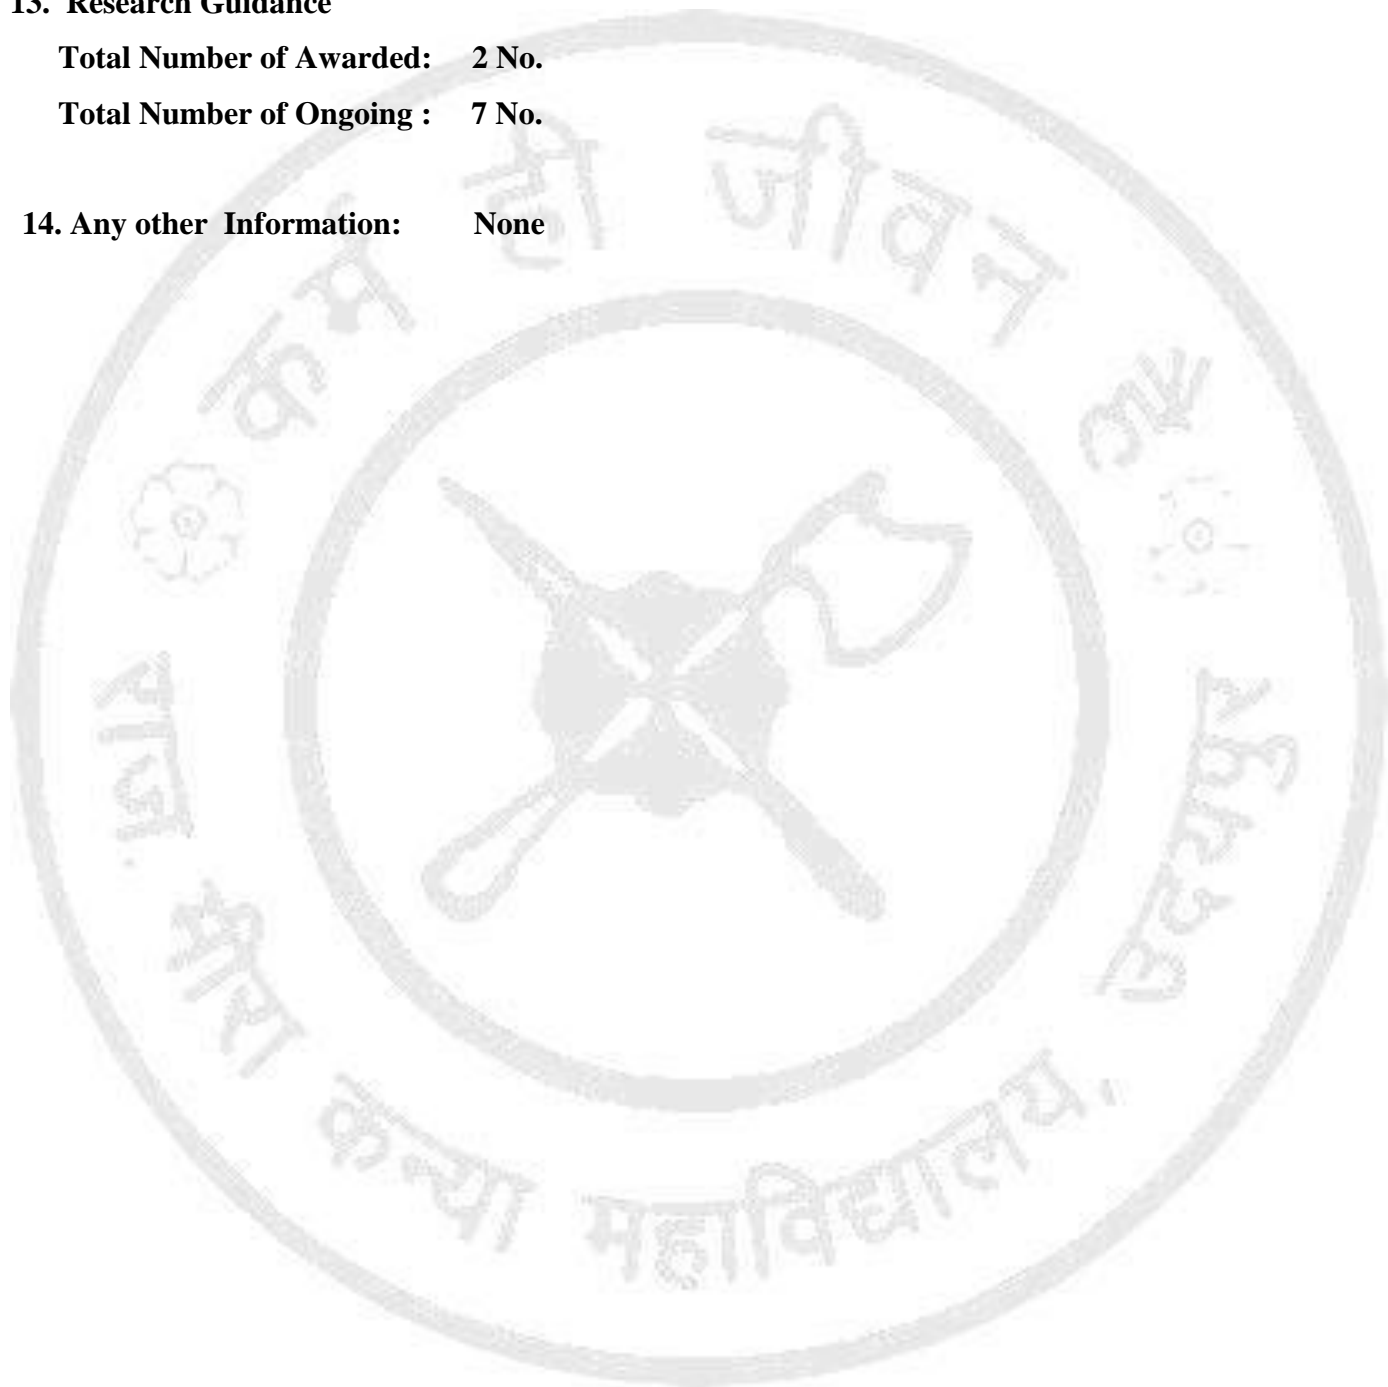 13. Research Guidance
Total Number of Awarded: 2 No.
Total Number of Ongoing : 7 No.
14. Any other Information: None
कर्म ही जीवन है
राज. मीरा कन्या महाविद्यालय, उदयपुर